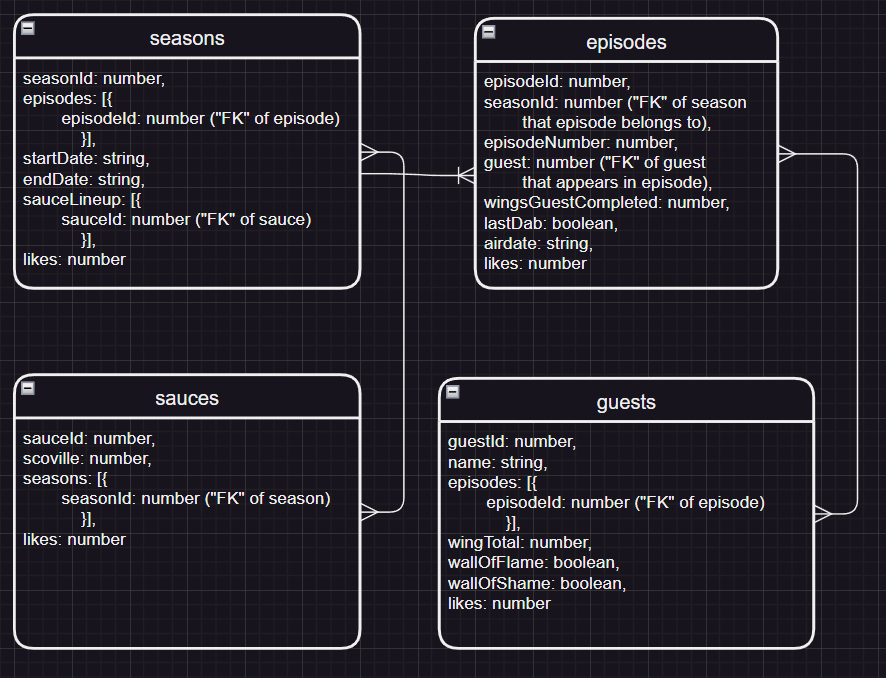 seasons
seasonId: number,
episodes: [{
episodeId: number ("FK" of episode)
}],
startDate: string,
endDate: string,
sauceLineup: [{
sauceId: number ("FK" of sauce)
}],
likes: number
episodes
episodeId: number,
seasonId: number ("FK" of season
that episode belongs to),
episodeNumber: number,
guest: number ("FK" of guest
that appears in episode),
wingsGuestCompleted: number,
lastDab: boolean,
airdate: string,
likes: number
sauces
sauceId: number,
scoville: number,
seasons: [{
seasonId: number ("FK" of season)
}],
likes: number
guests
guestId: number,
name: string,
episodes: [{
episodeId: number ("FK" of episode)
}],
wingTotal: number,
wallOfFlame: boolean,
wallOfShame: boolean,
likes: number